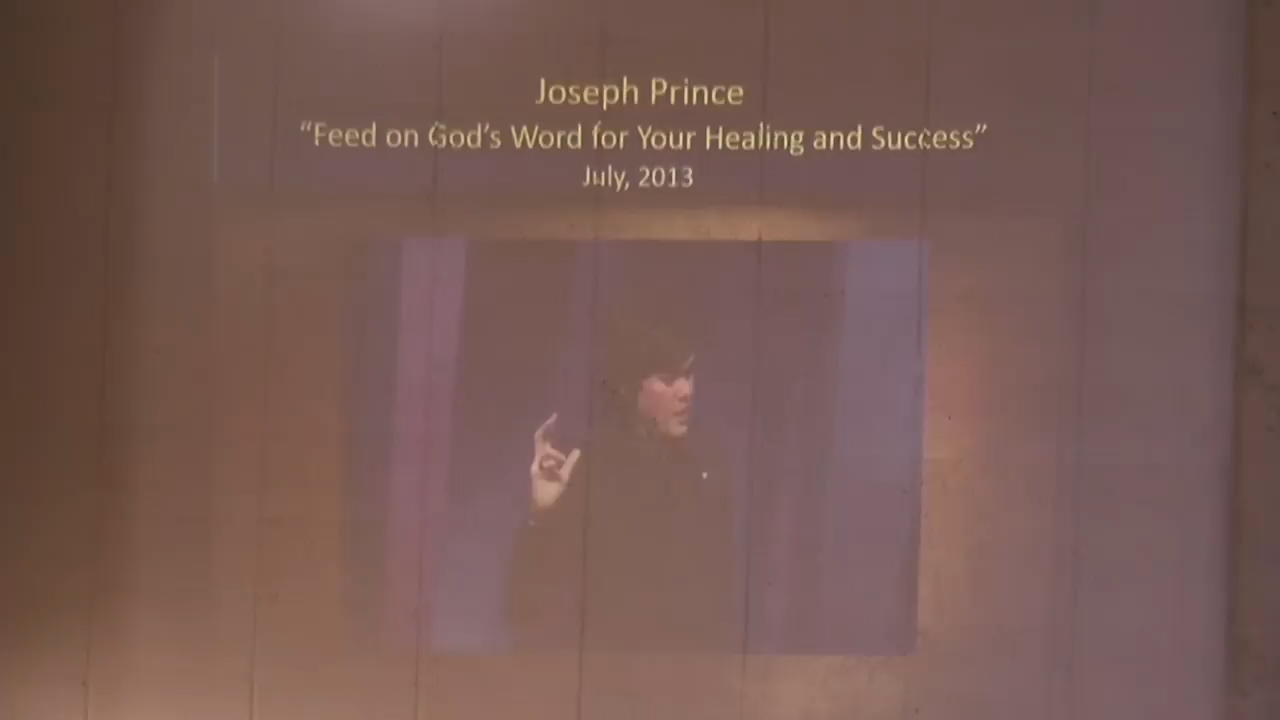 Joseph Prince
“Feed on God’s Word for Your Healing and Success”
July, 2013